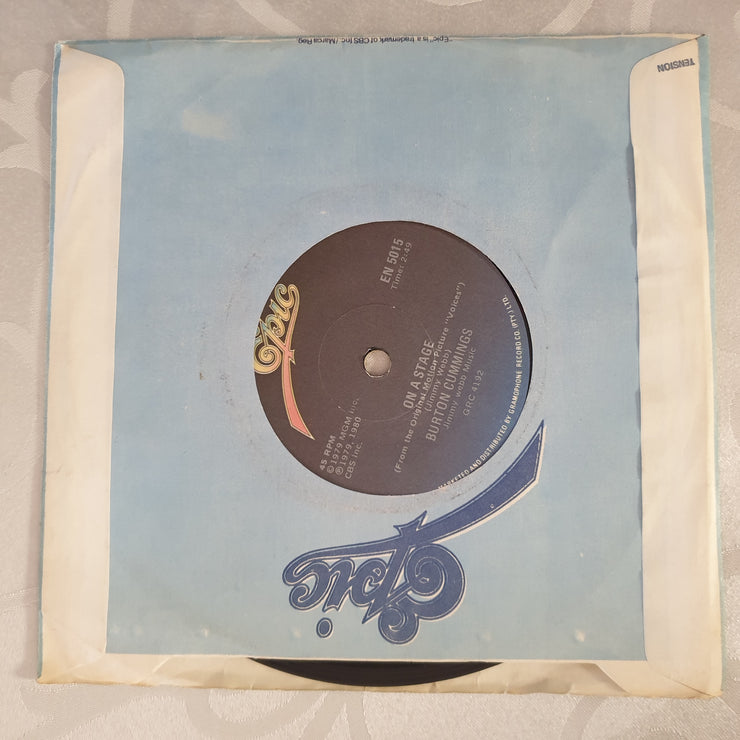 "Epic" is a trademark of CBS Inc./Marca Reg.
TENSION
Epic
EN 5015
Time: 2:49
ON A STAGE
(Jimmy Webb)
(From the Original Motion Picture "Voices")
BURTON CUMMINGS
Jimmy Webb Music
GRC 4192
45 RPM
© 1979 MGM Inc.
℗ 1979, 1980
CBS Inc.
MARKETED AND DISTRIBUTED BY GRAMOPHONE RECORD CO. (PTY) LTD.
Epic